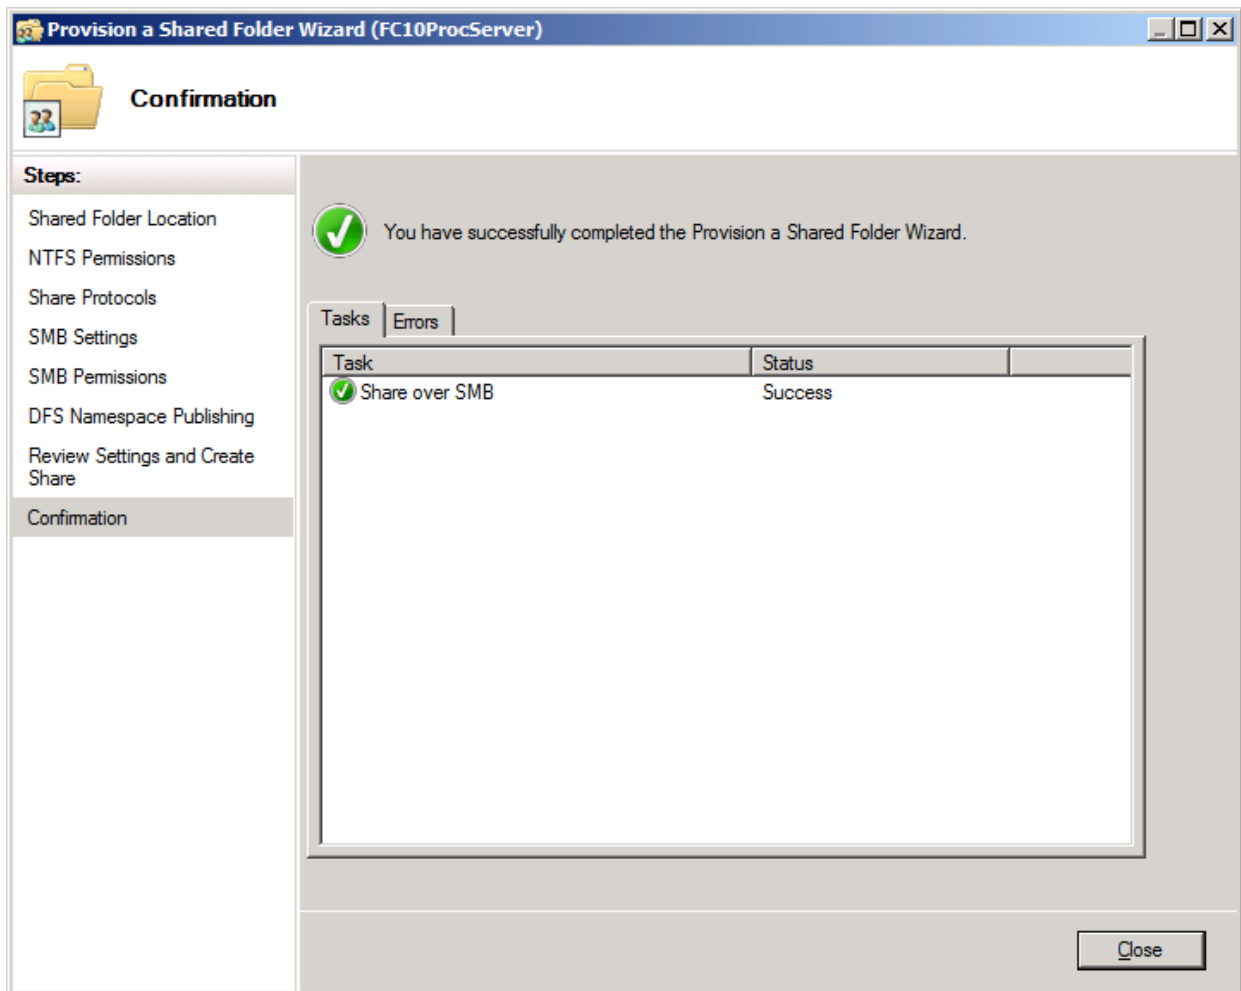 Provision a Shared Folder Wizard (FC10ProcServer)
Confirmation
Steps:
Shared Folder Location
NTFS Permissions
Share Protocols
SMB Settings
SMB Permissions
DFS Namespace Publishing
Review Settings and Create
Share
Confirmation
You have successfully completed the Provision a Shared Folder Wizard.
Tasks Errors
Task Status
Share over SMB Success
Close